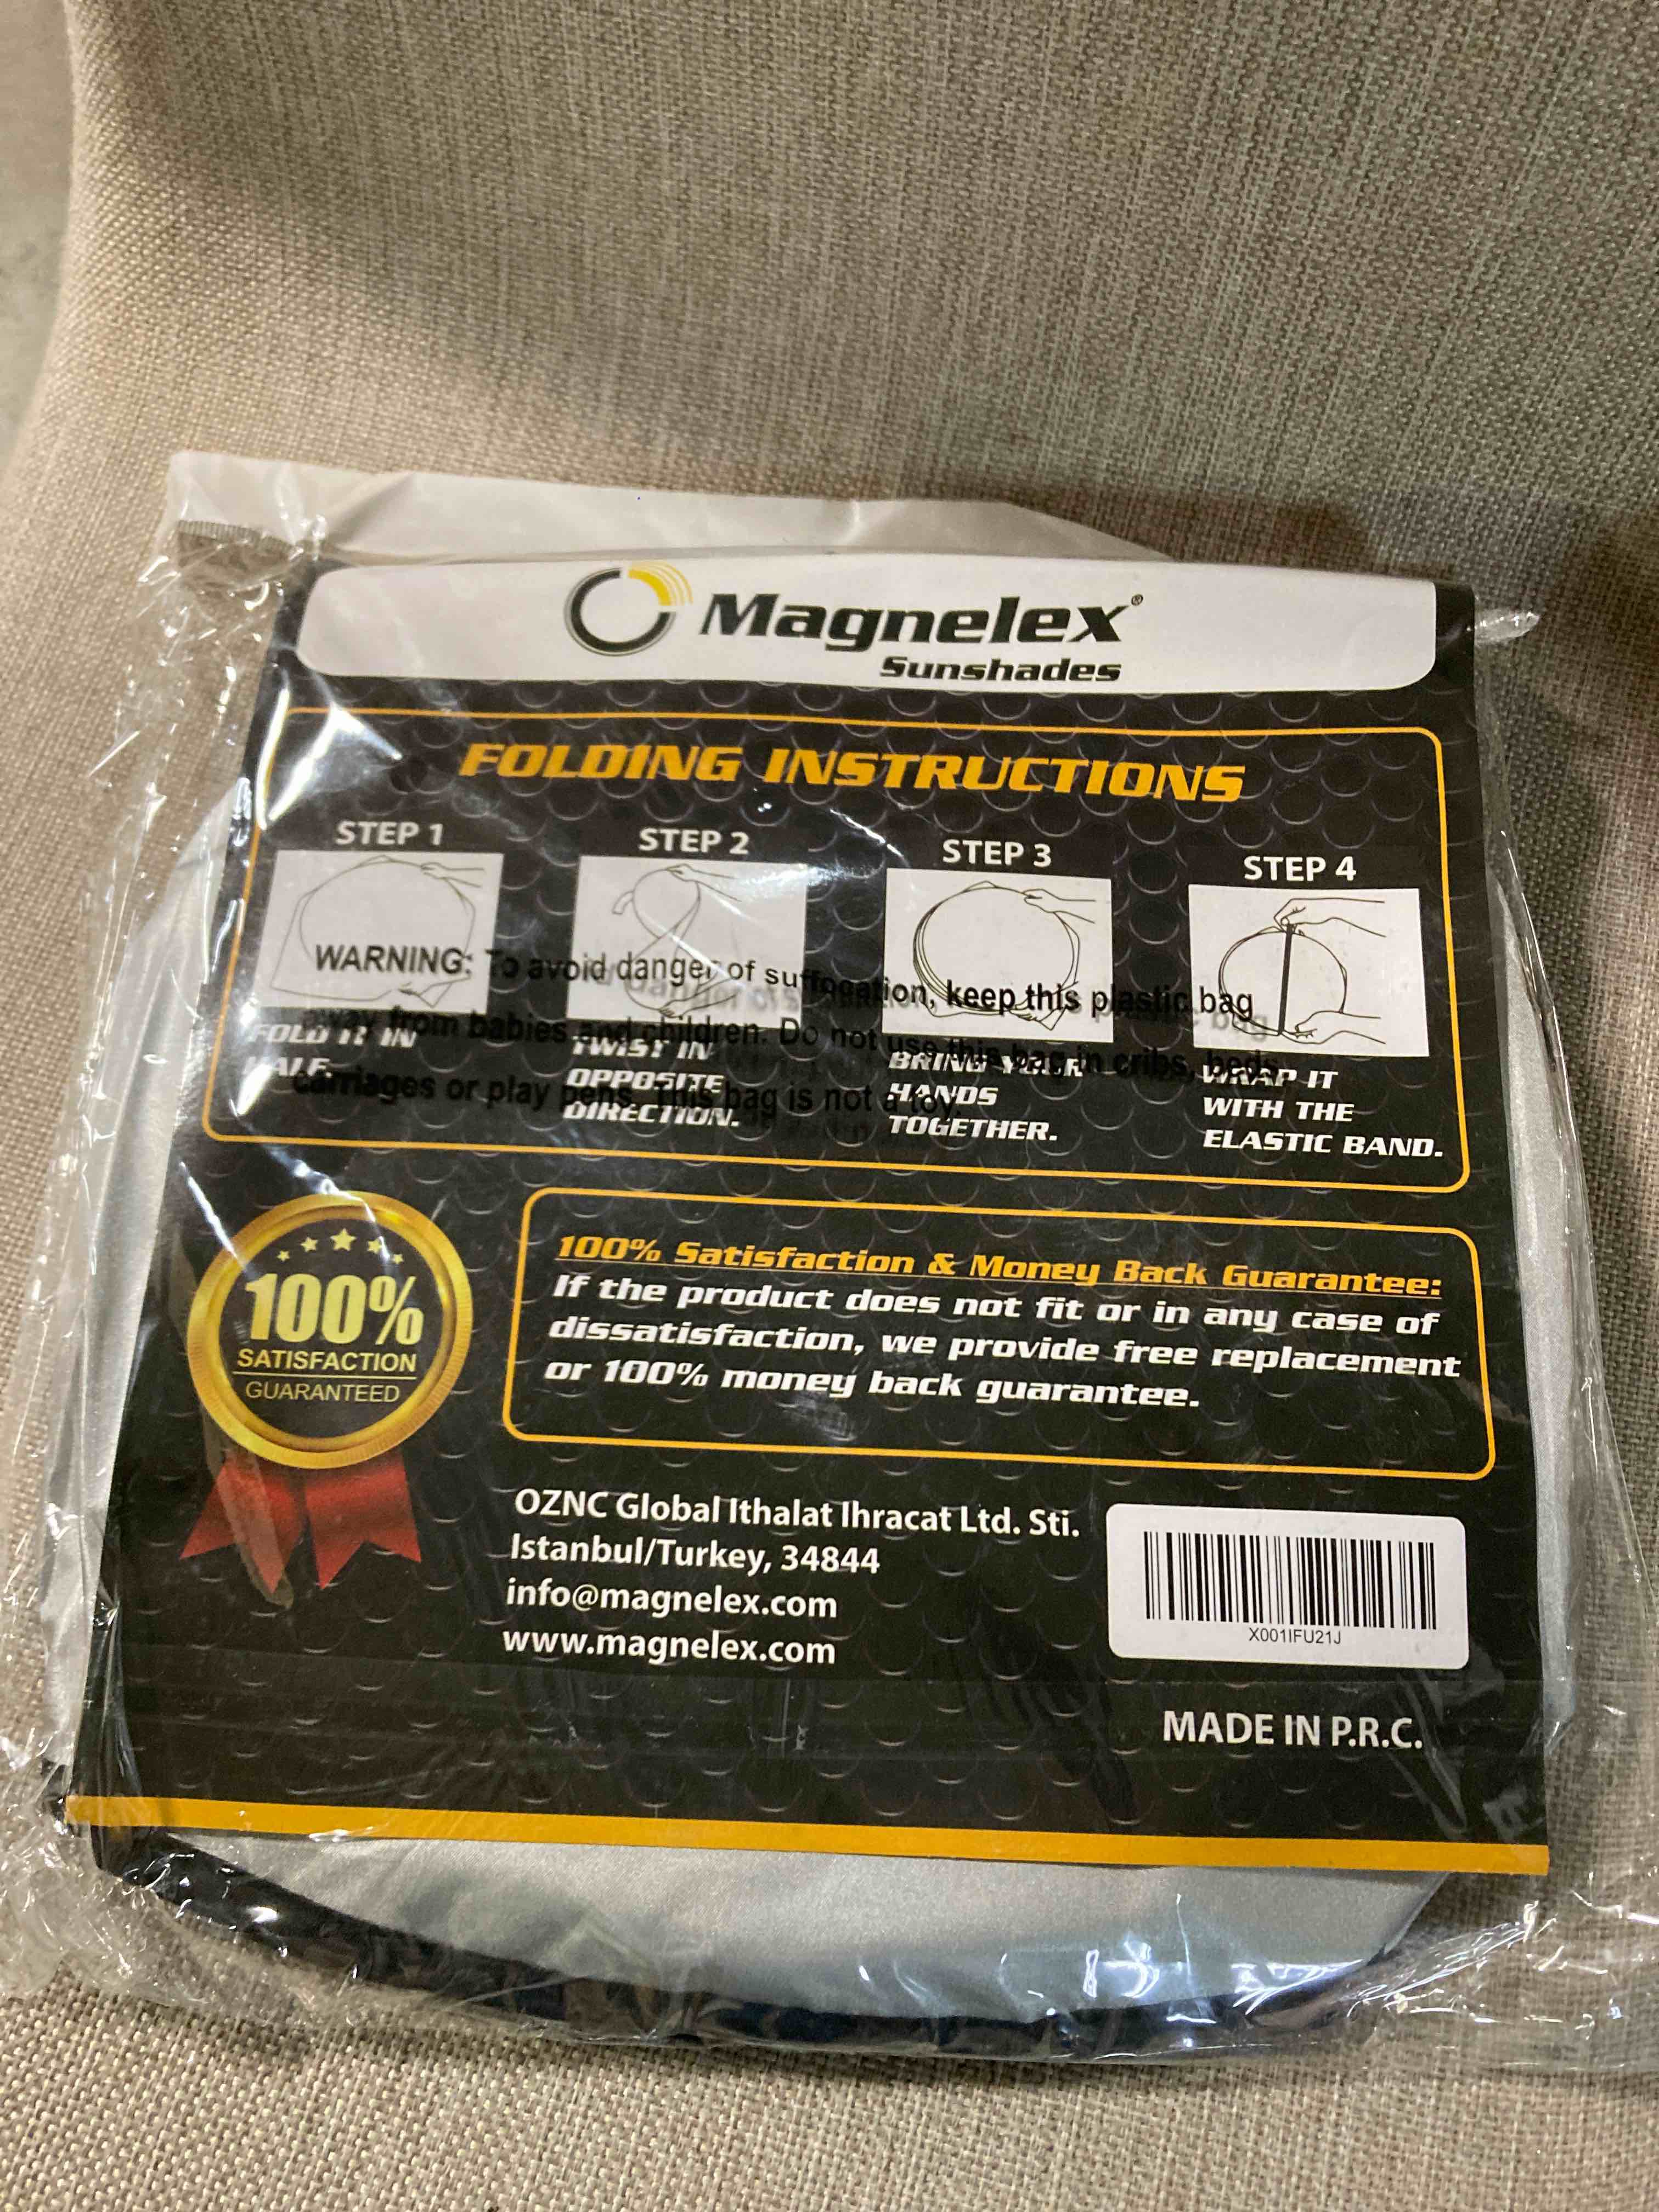 Magnelex®
Sunshades
FOLDING INSTRUCTIONS
STEP 1
STEP 2
STEP 3
STEP 4
WARNING: To avoid danger of suffocation, keep this plastic bag
away from babies and children. Do not use this bag in cribs, beds,
carriages or play pens. This bag is not a toy.
FOLD IT IN
HALF.
TWIST IN
OPPOSITE
DIRECTION.
BRING YOUR
HANDS
TOGETHER.
WRAP IT
WITH THE
ELASTIC BAND.
100%
SATISFACTION
GUARANTEED
100% Satisfaction & Money Back Guarantee:
If the product does not fit or in any case of
dissatisfaction, we provide free replacement
or 100% money back guarantee.
OZNC Global Ithalat Ihracat Ltd. Sti.
Istanbul/Turkey, 34844
info@magnelex.com
www.magnelex.com
X001IFU21J
MADE IN P.R.C.